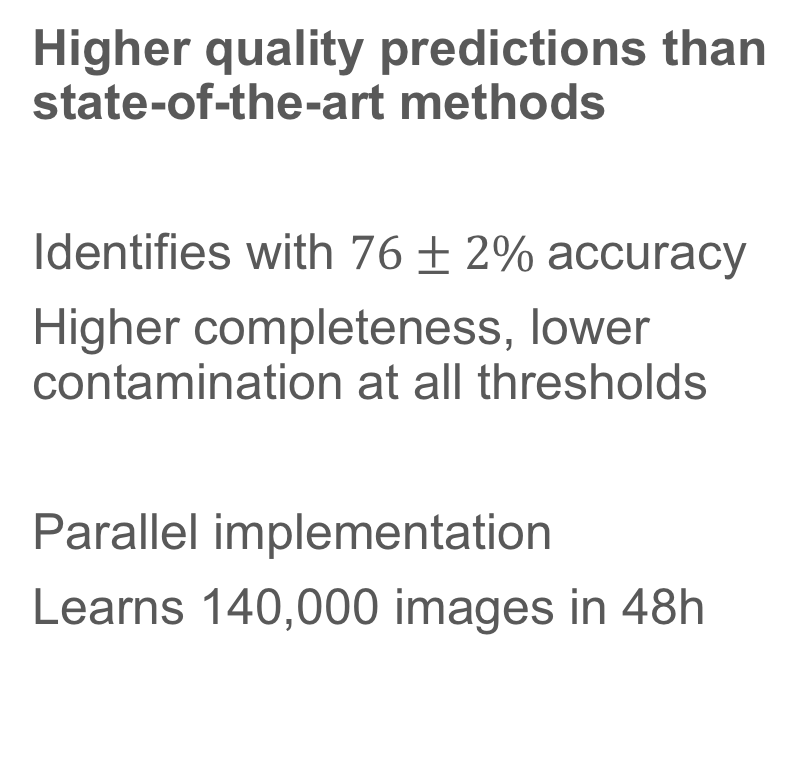 Higher quality predictions than
state-of-the-art methods
Identifies with 76 ± 2% accuracy
Higher completeness, lower
contamination at all thresholds
Parallel implementation
Learns 140,000 images in 48h